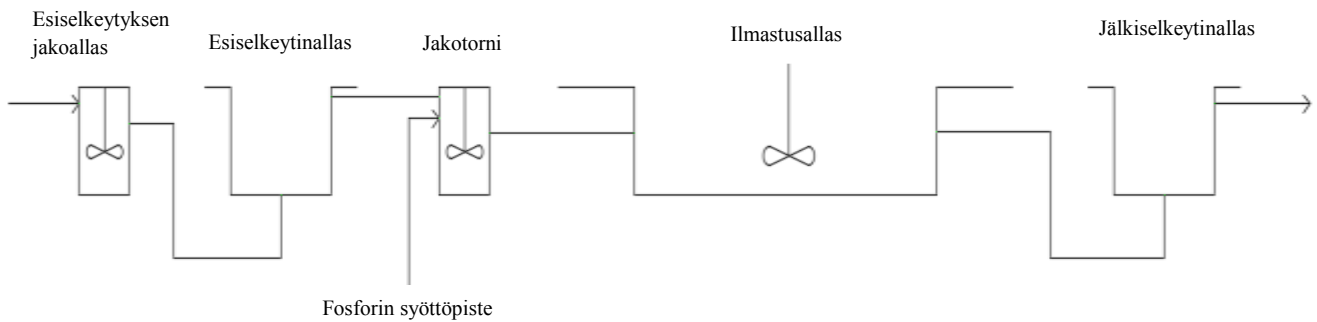 Esiselkeytyksen
jakoallas
Esiselkeytinallas
Jakotorni
Ilmastusallas
Jälkiselkeytinallas
Fosforin syöttöpiste